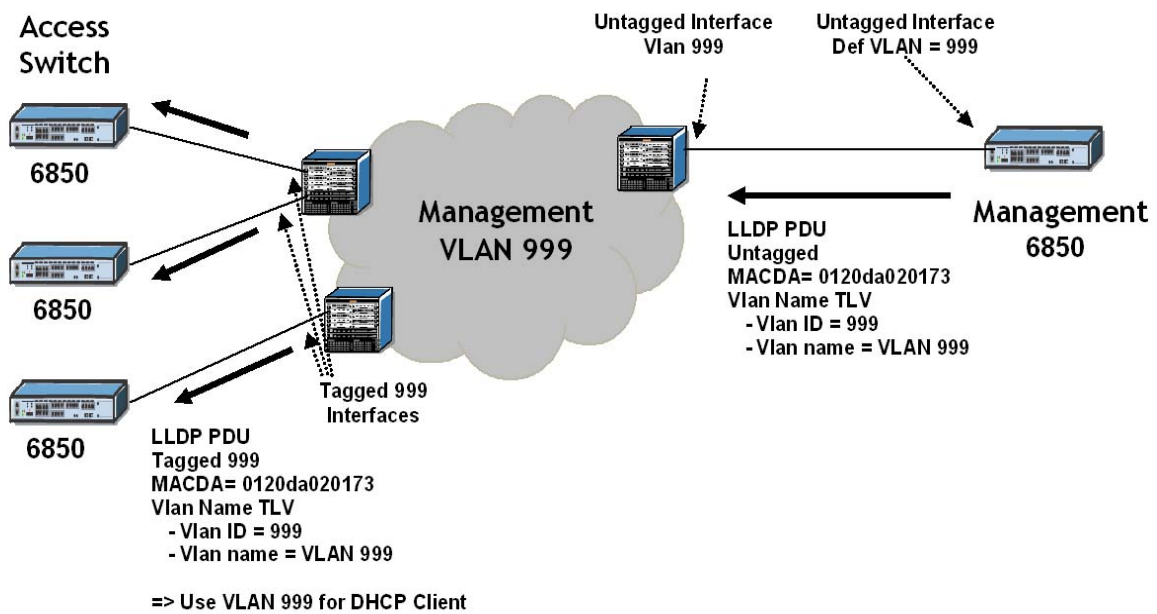 Access
Switch
6850
6850
6850
Management
VLAN 999
Untagged Interface
Vlan 999
Untagged Interface
Def VLAN = 999
Management
6850
LLDP PDU
Untagged
MACDA= 0120da020173
Vlan Name TLV
- Vlan ID = 999
- Vlan name = VLAN 999
Tagged 999
Interfaces
LLDP PDU
Tagged 999
MACDA= 0120da020173
Vlan Name TLV
- Vlan ID = 999
- Vlan name = VLAN 999
=> Use VLAN 999 for DHCP Client